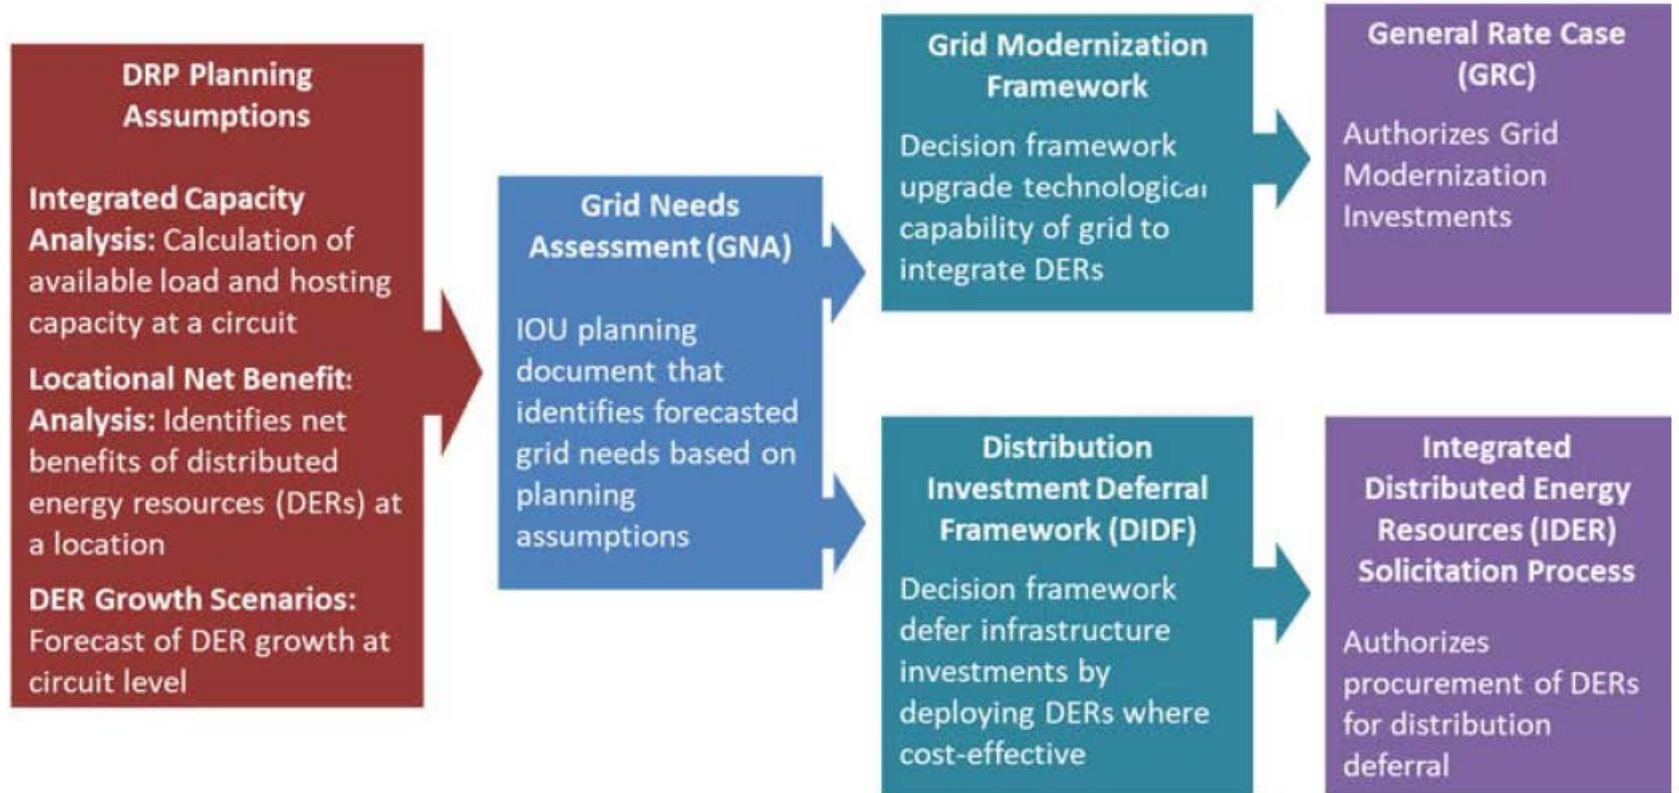 DRP Planning
Assumptions
Integrated Capacity
Analysis: Calculation of
available load and hosting
capacity at a circuit
Locational Net Benefits
Analysis: Identifies net
benefits of distributed
energy resources (DERs) at
a location
DER Growth Scenarios:
Forecast of DER growth at
circuit level
Grid Needs
Assessment (GNA)
IOU planning
document that
identifies forecasted
grid needs based on
planning
assumptions
Grid Modernization
Framework
Decision framework
upgrade technological
capability of grid to
integrate DERs
General Rate Case
(GRC)
Authorizes Grid
Modernization
Investments
Distribution
Investment Deferral
Framework (DIDF)
Decision framework
defer infrastructure
investments by
deploying DERs where
cost-effective
Integrated
Distributed Energy
Resources (IDER)
Solicitation Process
Authorizes
procurement of DERs
for distribution
deferral